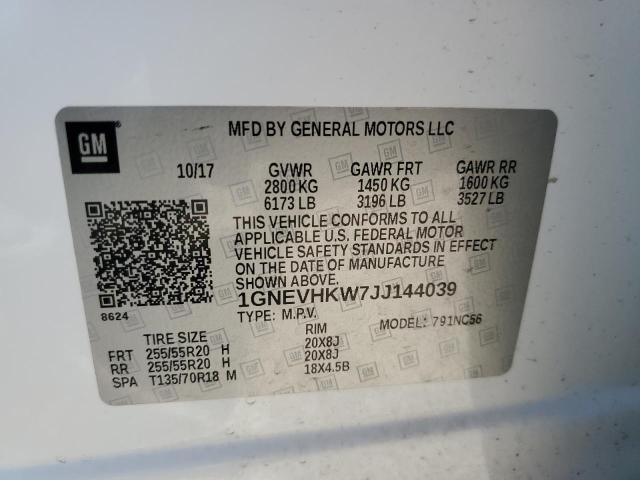 GM
MFD BY GENERAL MOTORS LLC
10/17 GVWR GAWR FRT GAWR RR
2800 KG 1450 KG 1600 KG
6173 LB 3196 LB 3527 LB
THIS VEHICLE CONFORMS TO ALL
APPLICABLE U.S. FEDERAL MOTOR
VEHICLE SAFETY STANDARDS IN EFFECT
ON THE DATE OF MANUFACTURE
SHOWN ABOVE.
1GNEVHKW7JJ144039
8624
TYPE: M.P.V. MODEL: 791NC56
TIRE SIZE RIM
FRT 255/55R20 H 20X8J
RR 255/55R20 H 20X8J
SPA T135/70R18 M 18X4.5B